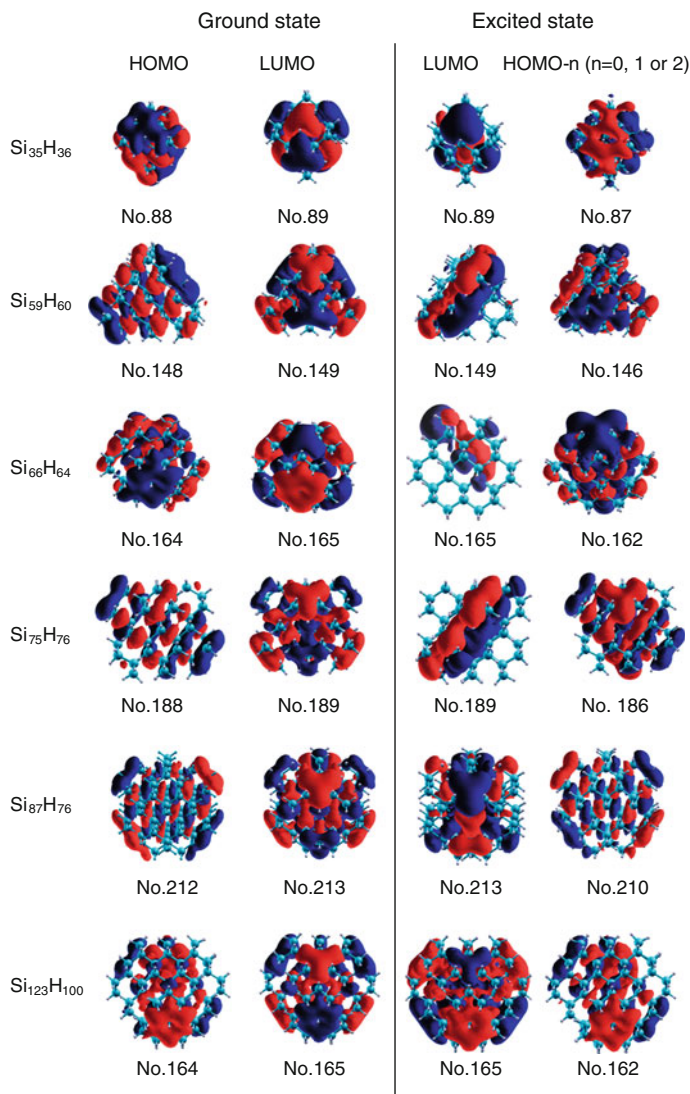 Ground state Excited state
HOMO LUMO LUMO HOMO-n (n=0, 1 or 2)
Si₃₅H₃₆
No.88 No.89 No.89 No.87
Si₅₉H₆₀
No.148 No.149 No.149 No.146
Si₆₆H₆₄
No.164 No.165 No.165 No.162
Si₇₅H₇₆
No.188 No.189 No.189 No. 186
Si₈₇H₇₆
No.212 No.213 No.213 No.210
Si₁₂₃H₁₀₀
No.164 No.165 No.165 No.162